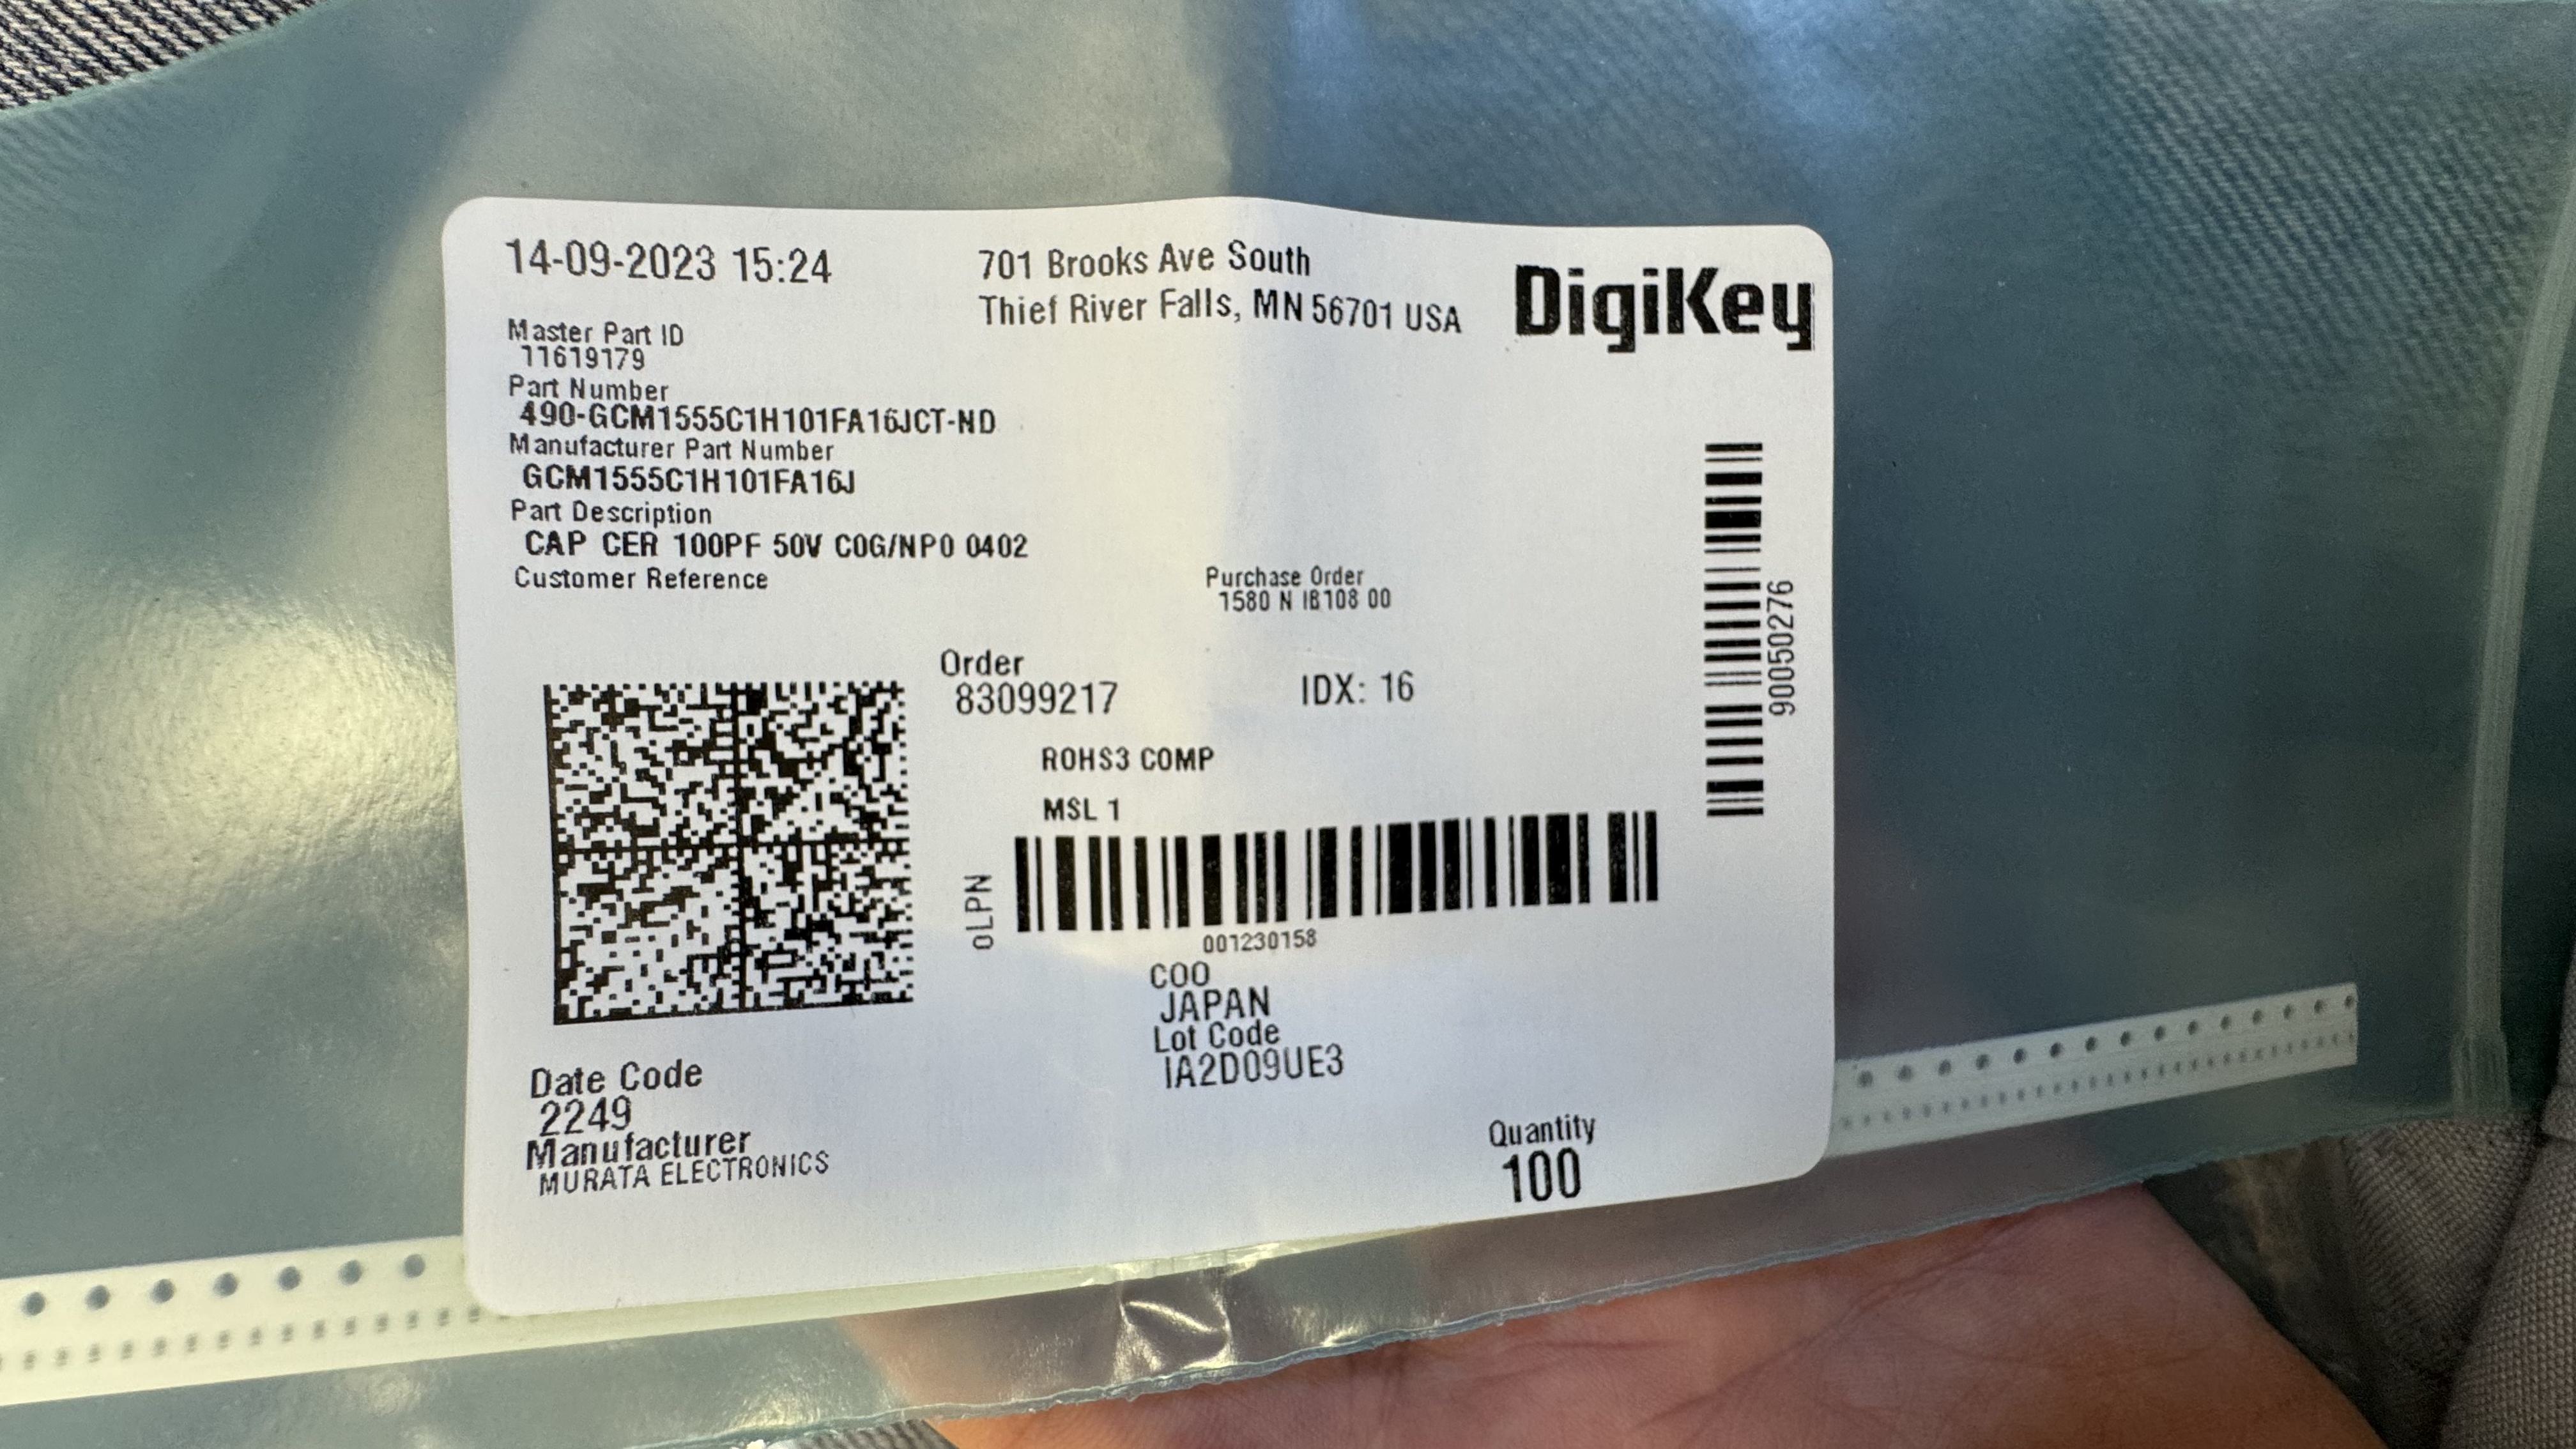 14-09-2023 15:24
701 Brooks Ave South
Thief River Falls, MN 56701 USA
DigiKey
Master Part ID
11619179
Part Number
490-GCM1555C1H101FA16JCT-ND
Manufacturer Part Number
GCM1555C1H101FA16J
Part Description
CAP CER 100PF 50V C0G/NP0 0402
Customer Reference
Purchase Order
1580 N IB108 00
90050276
Order
83099217
IDX: 16
ROHS3 COMP
MSL 1
oLPN
001230158
COO
JAPAN
Lot Code
IA2D09UE3
Date Code
2249
Manufacturer
MURATA ELECTRONICS
Quantity
100